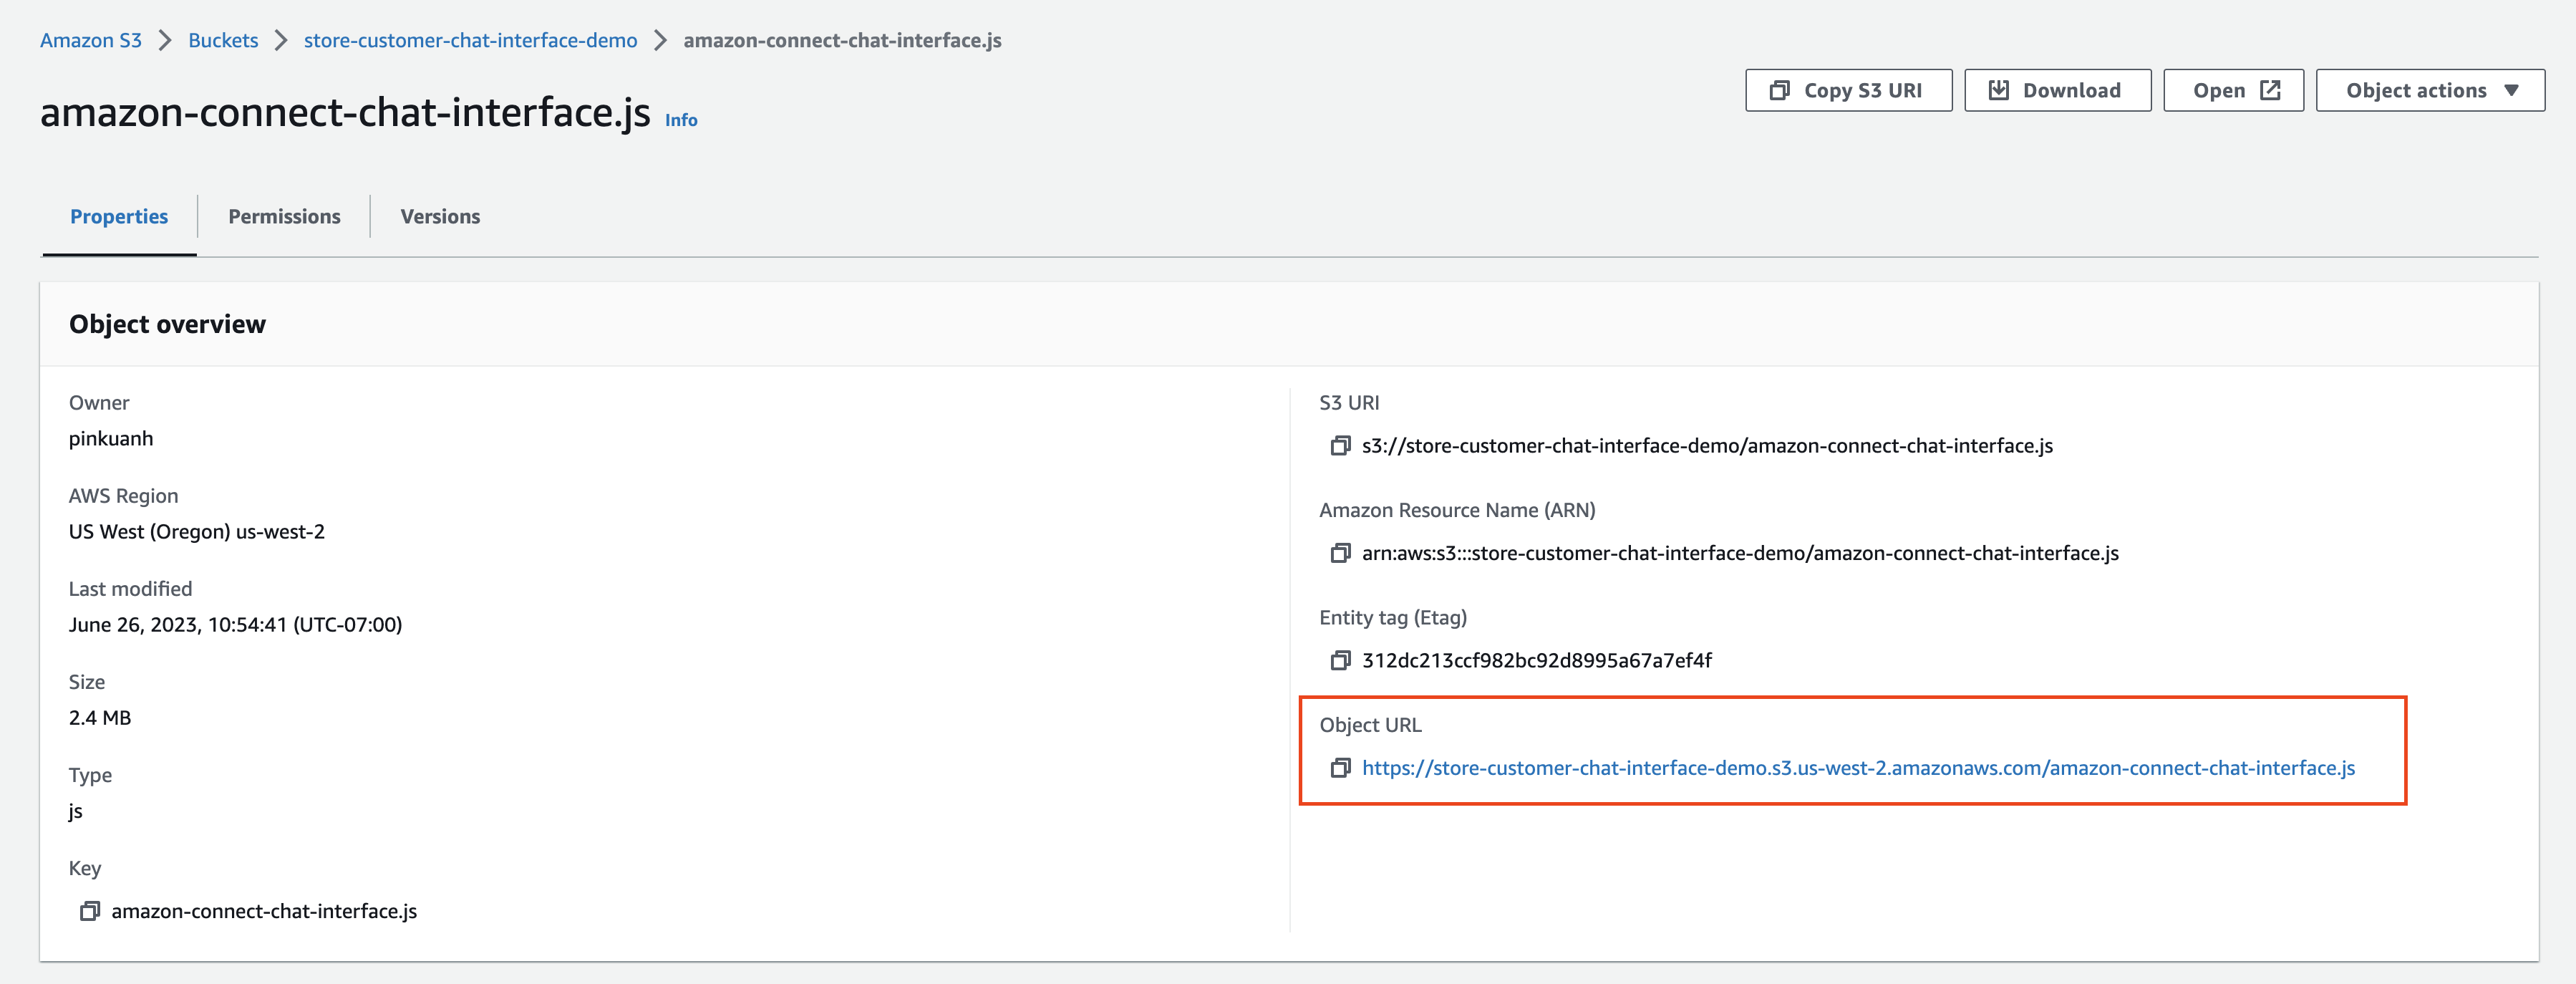 Amazon S3 > Buckets > store-customer-chat-interface-demo > amazon-connect-chat-interface.js
amazon-connect-chat-interface.js Info
Copy S3 URI
Download
Open
Object actions
Properties
Permissions
Versions
Object overview
Owner
pinkuanh
AWS Region
US West (Oregon) us-west-2
Last modified
June 26, 2023, 10:54:41 (UTC-07:00)
Size
2.4 MB
Type
js
Key
amazon-connect-chat-interface.js
S3 URI
s3://store-customer-chat-interface-demo/amazon-connect-chat-interface.js
Amazon Resource Name (ARN)
arn:aws:s3:::store-customer-chat-interface-demo/amazon-connect-chat-interface.js
Entity tag (Etag)
312dc213ccf982bc92d8995a67a7ef4f
Object URL
https://store-customer-chat-interface-demo.s3.us-west-2.amazonaws.com/amazon-connect-chat-interface.js